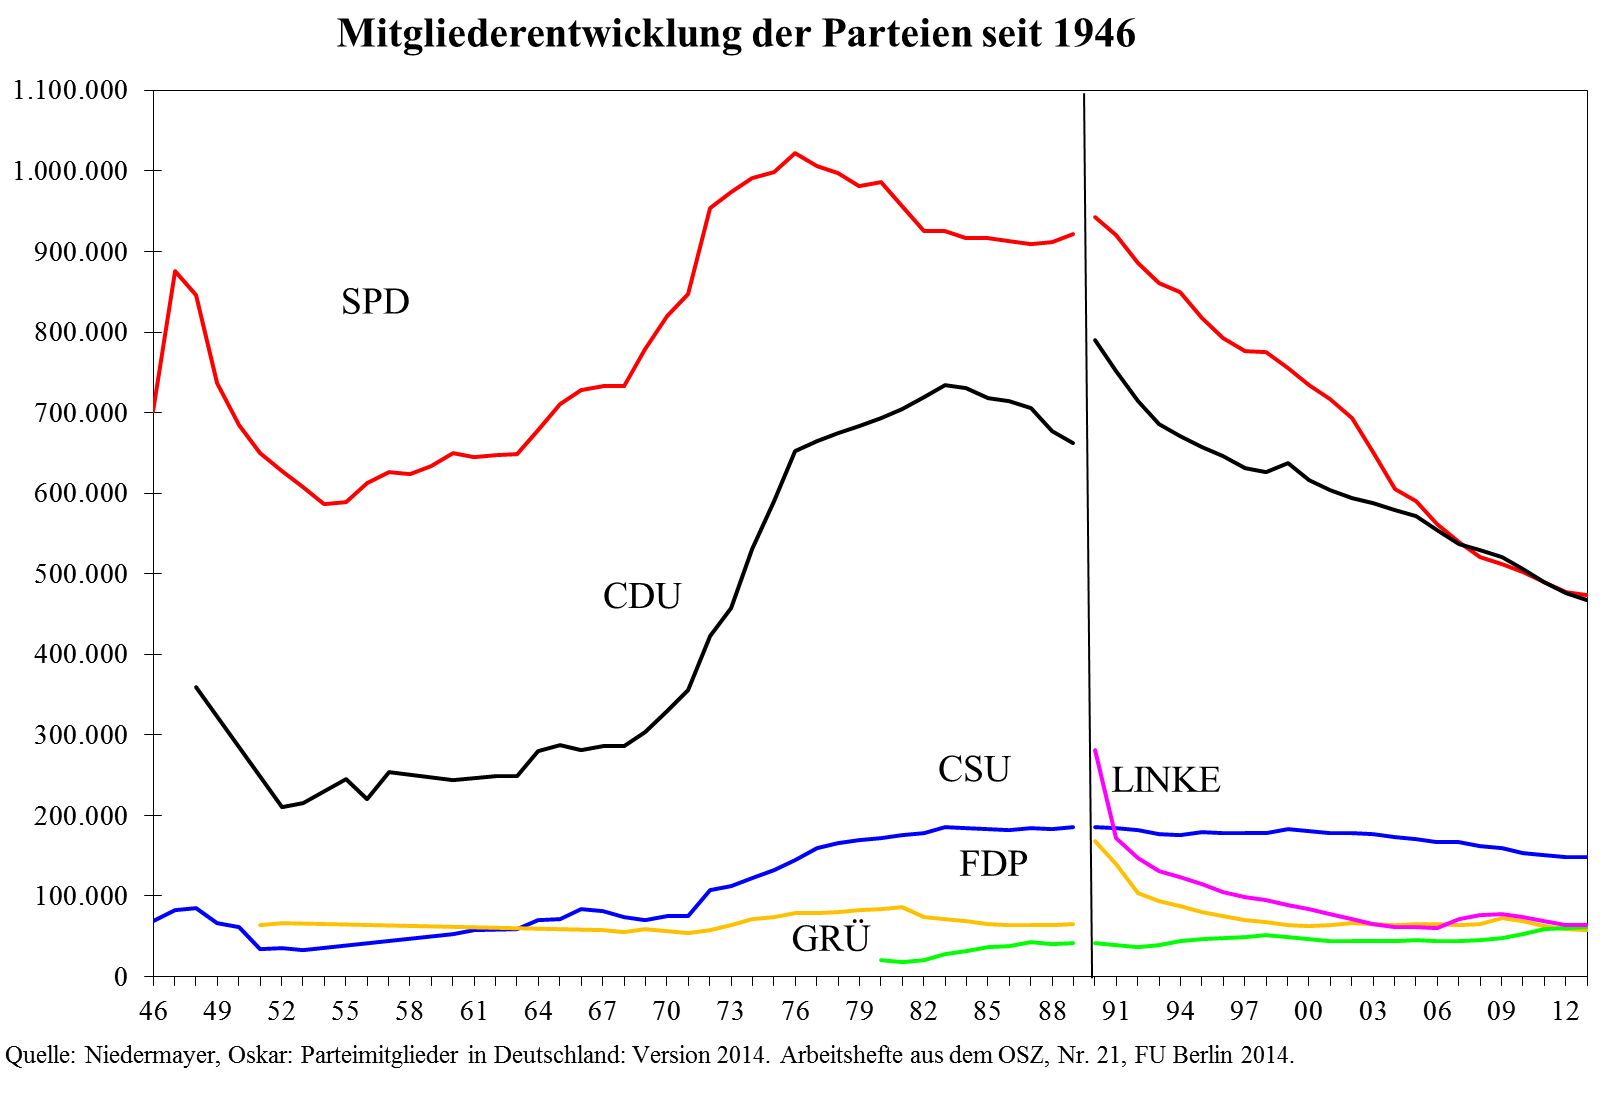 Mitgliederentwicklung der Parteien seit 1946
1.100.000
1.000.000
900.000
800.000
700.000
600.000
500.000
400.000
300.000
200.000
100.000
0
SPD
CDU
CSU
LINKE
FDP
GRÜ
46 49 52 55 58 61 64 67 70 73 76 79 82 85 88 91 94 97 00 03 06 09 12
Quelle: Niedermayer, Oskar: Parteimitglieder in Deutschland: Version 2014. Arbeitshefte aus dem OSZ, Nr. 21, FU Berlin 2014.